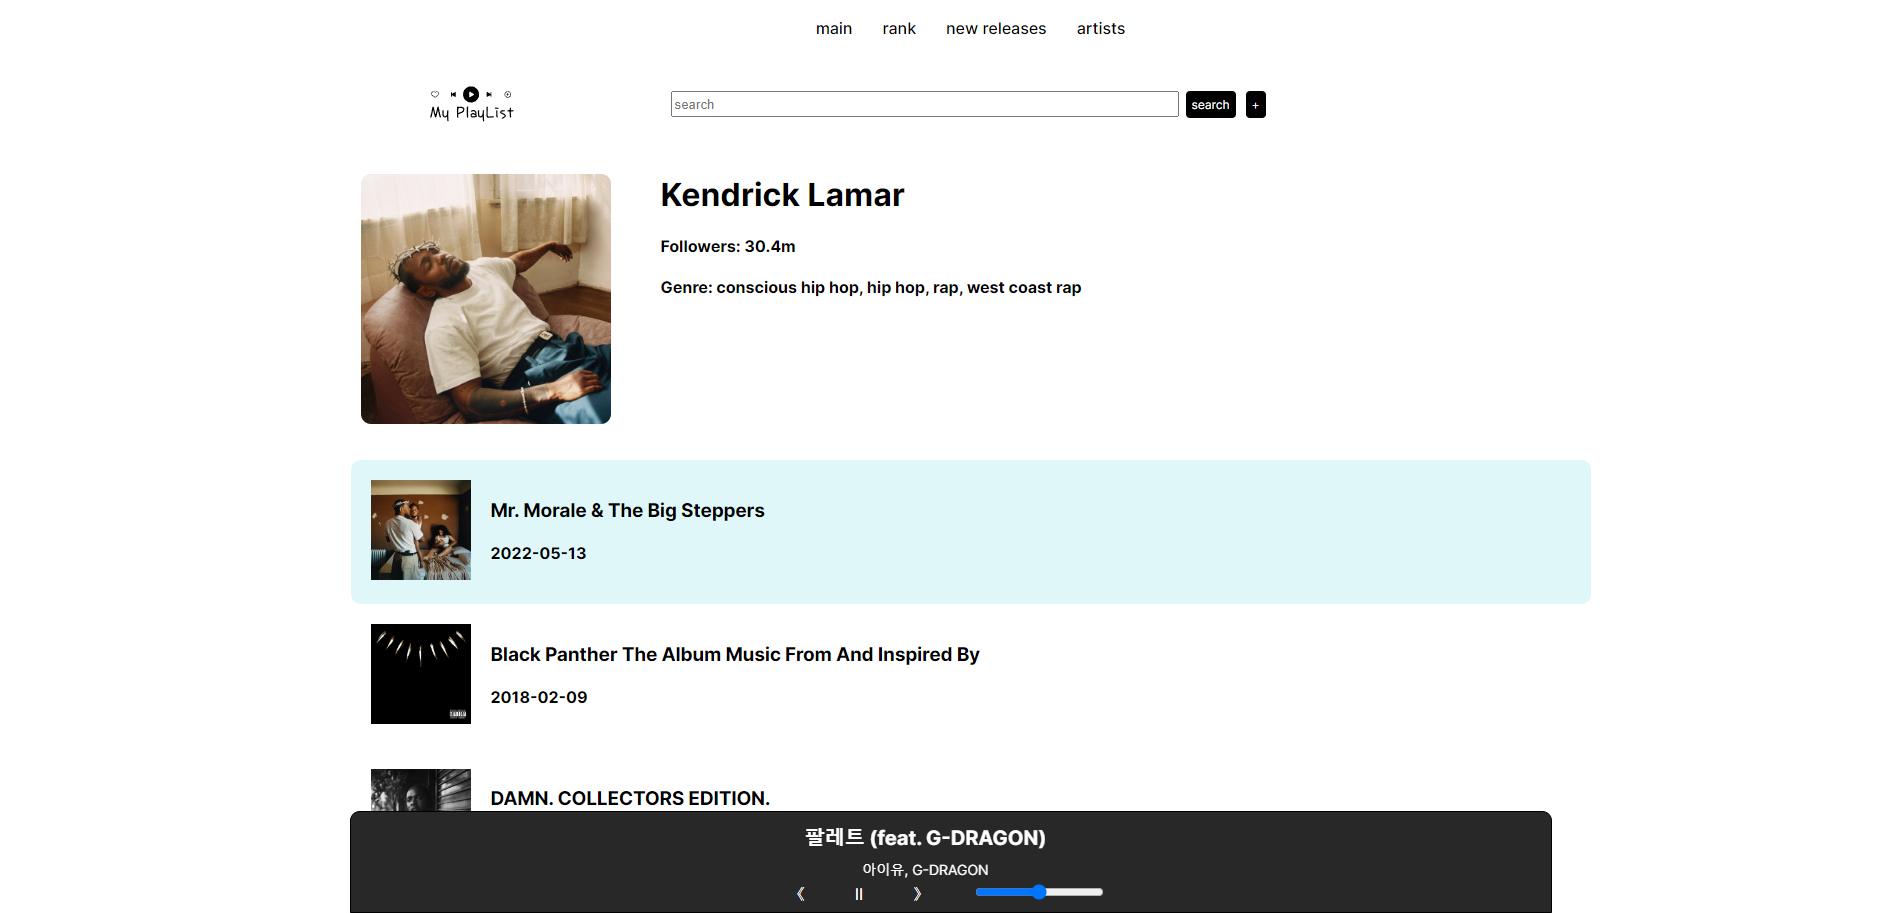 main rank new releases artists
My PlayList
search search +
Kendrick Lamar
Followers: 30.4m
Genre: conscious hip hop, hip hop, rap, west coast rap
Mr. Morale & The Big Steppers
2022-05-13
Black Panther The Album Music From And Inspired By
2018-02-09
DAMN. COLLECTORS EDITION.
팔레트 (feat. G-DRAGON)
아이유, G-DRAGON